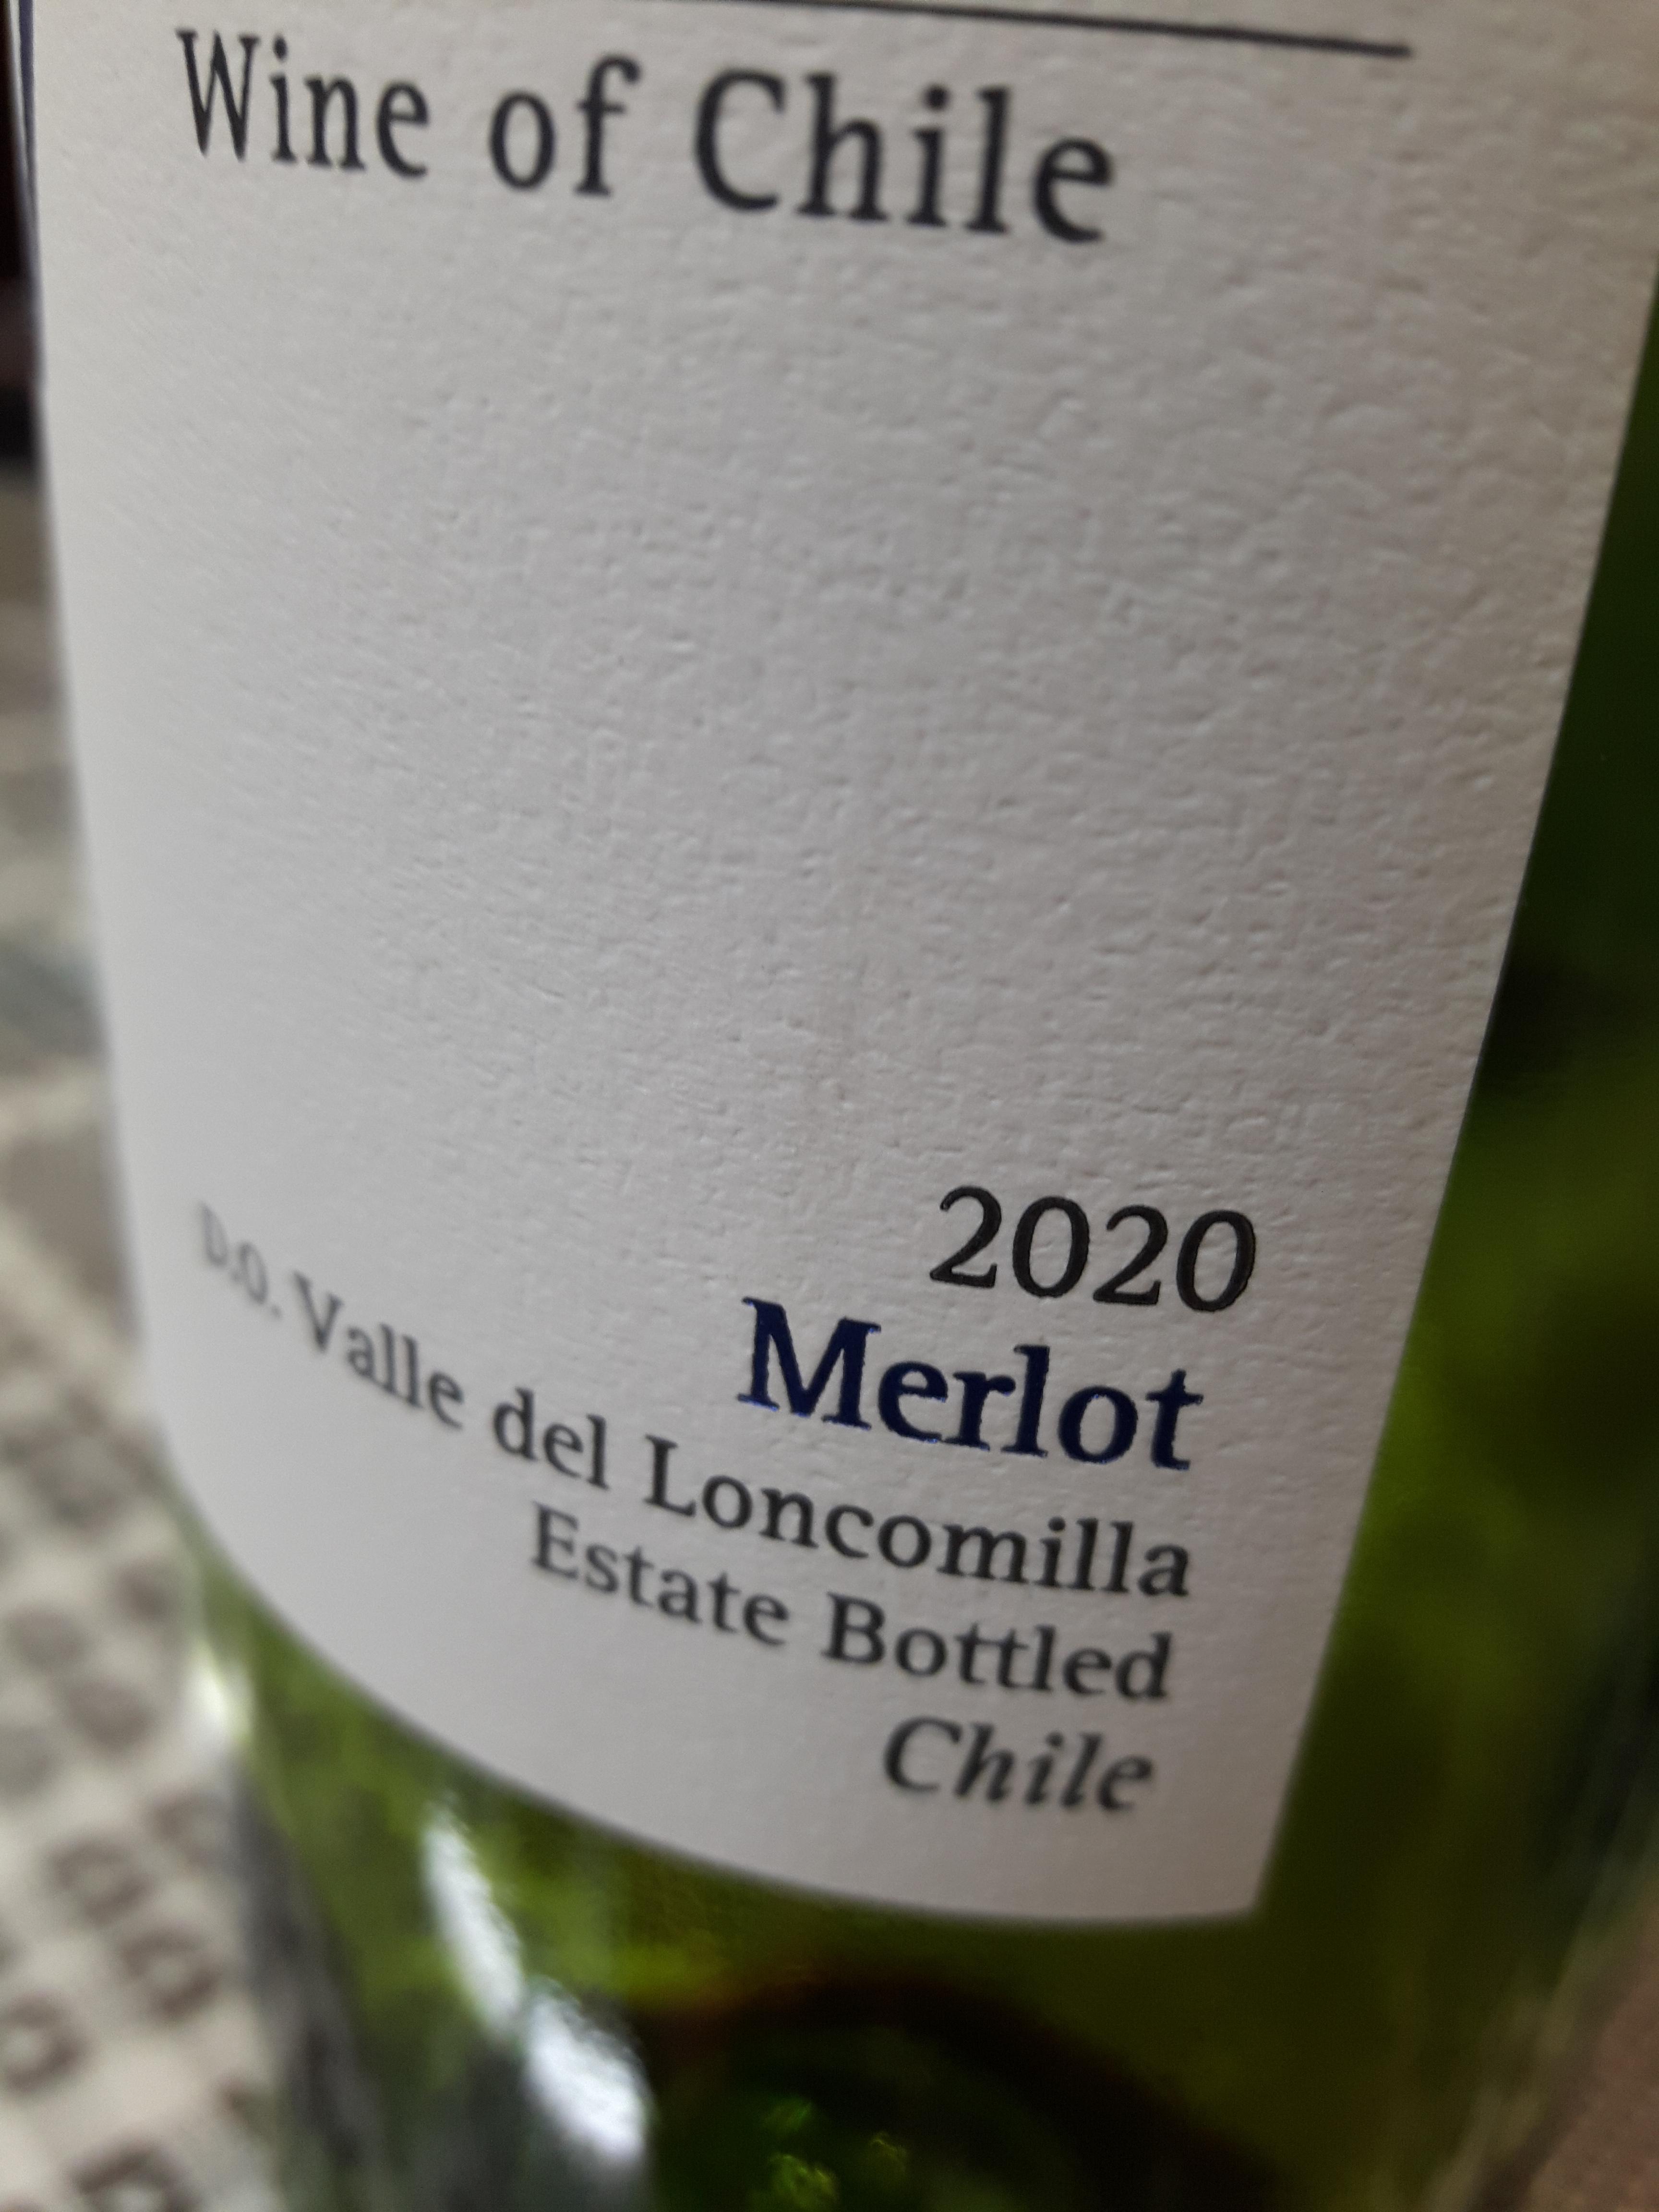 Wine of Chile
2020
Merlot
D.O. Valle del Loncomilla
Estate Bottled
Chile